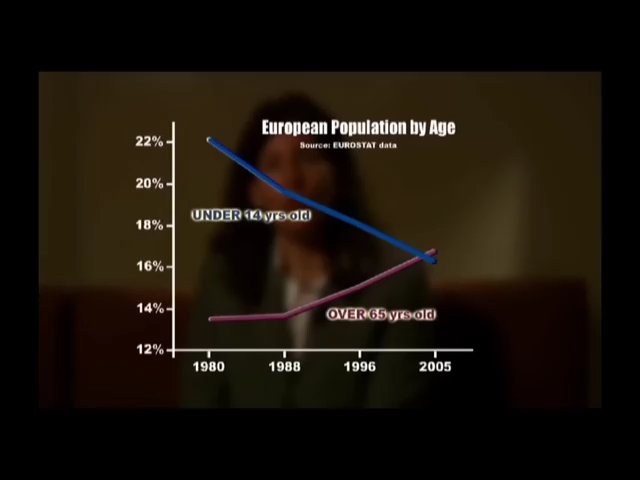 European Population by Age
Source: EUROSTAT data
22%
20%
UNDER 14 yrs old
18%
16%
14%
OVER 65 yrs old
12%
1980 1988 1996 2005